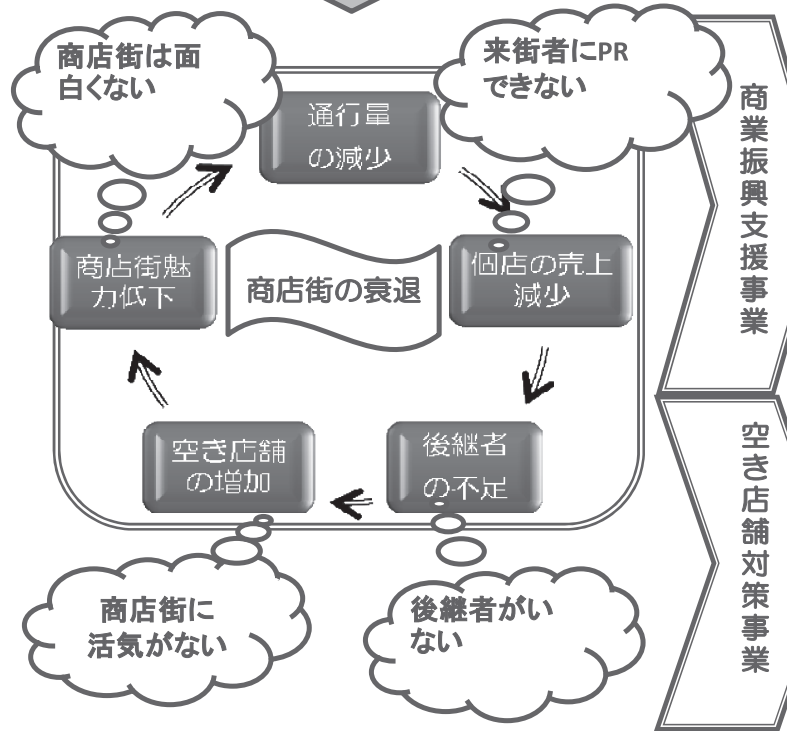 商店街は面
白くない
来街者にPR
できない
通行量
の減少
商店街魅
力低下
商店街の衰退
個店の売上
減少
空き店舗
の増加
後継者
の不足
商店街に
活気がない
後継者がい
ない
商業振興支援事業
空き店舗対策事業